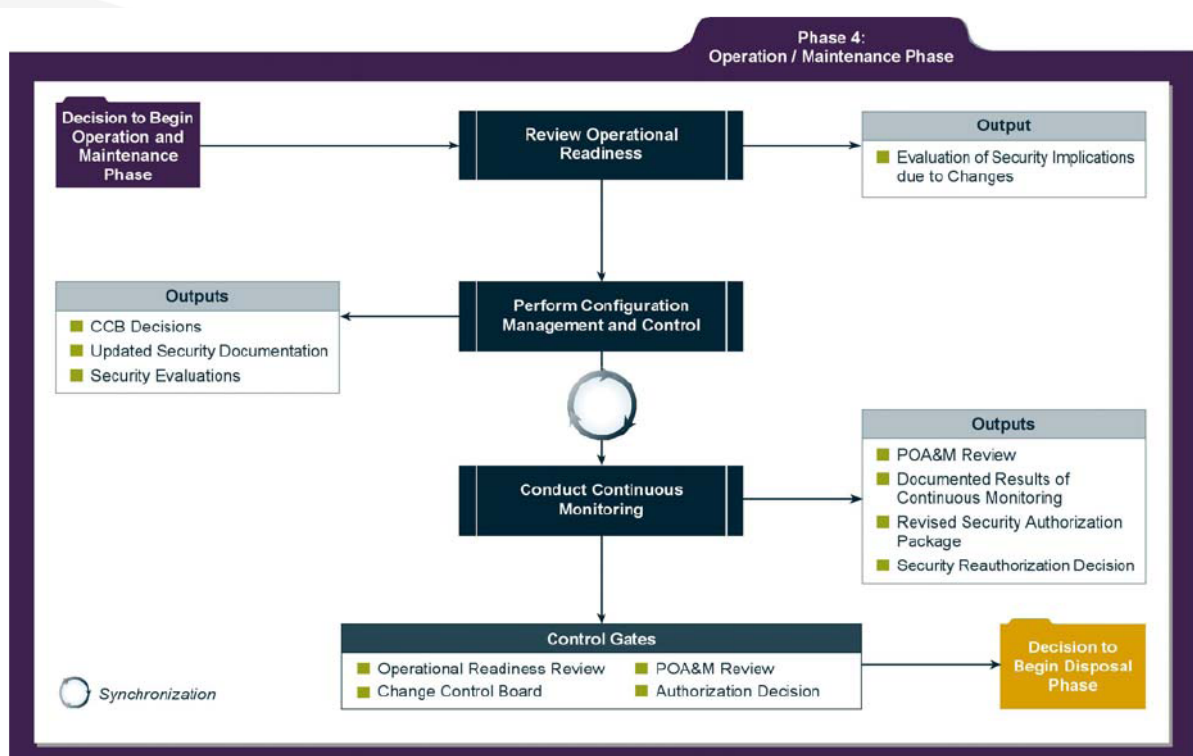 Phase 4:
Operation / Maintenance Phase
Decision to Begin
Operation and
Maintenance
Phase
Review Operational
Readiness
Output
Evaluation of Security Implications
due to Changes
Outputs
CCB Decisions
Updated Security Documentation
Security Evaluations
Perform Configuration
Management and Control
Conduct Continuous
Monitoring
Outputs
POA&M Review
Documented Results of
Continuous Monitoring
Revised Security Authorization
Package
Security Reauthorization Decision
Control Gates
Operational Readiness Review
Change Control Board
POA&M Review
Authorization Decision
Decision to
Begin Disposal
Phase
Synchronization